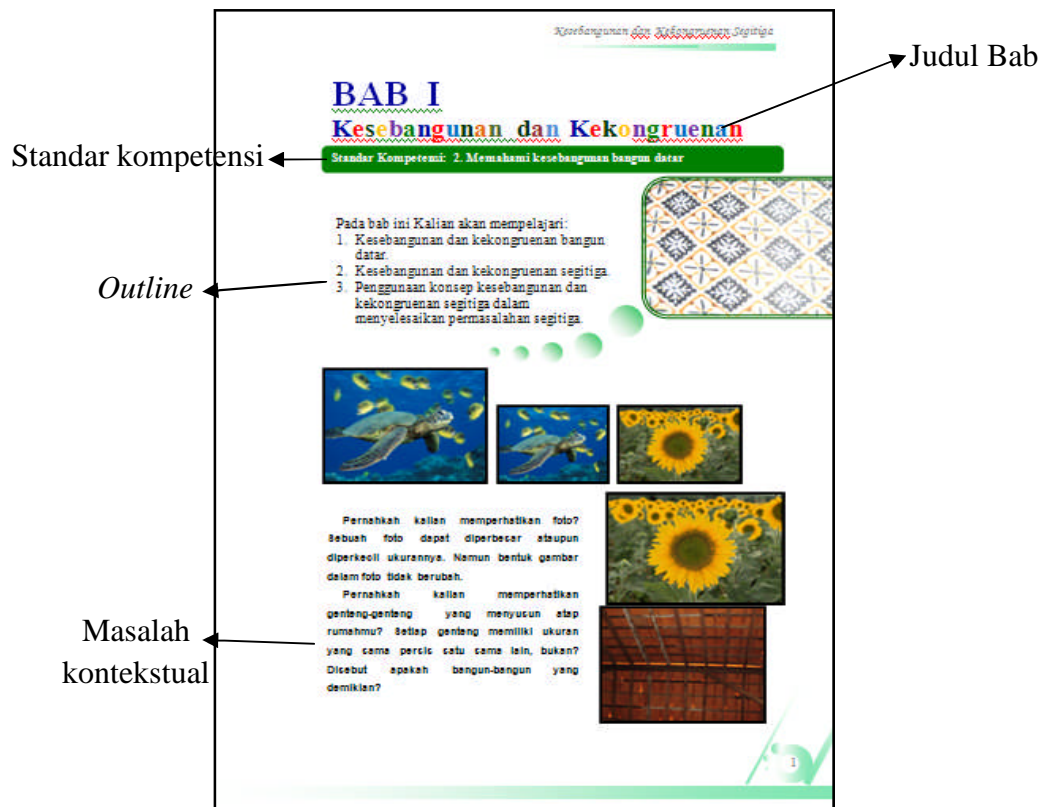 Kesebangunan dan Kekongruenan Segitiga
Judul Bab
BAB I
Kesebangunan dan Kekongruenan
Standar kompetensi
Standar Kompetensi: 2. Memahami kesebangunan bangun datar
Pada bab ini Kalian akan mempelajari:
1. Kesebangunan dan kekongruenan bangun
datar.
2. Kesebangunan dan kekongruenan segitiga.
3. Penggunaan konsep kesebangunan dan
kekongruenan segitiga dalam
menyelesaikan permasalahan segitiga.
Outline
Pernahkah kalian memperhatikan foto?
Sebuah foto dapat diperbesar ataupun
diperkecil ukurannya. Namun bentuk gambar
dalam foto tidak berubah.
Pernahkah kalian memperhatikan
genteng-genteng yang menyusun atap
rumahmu? Setiap genteng memiliki ukuran
yang sama persis satu sama lain, bukan?
Disebut apakah bangun-bangun yang
demikian?
Masalah
kontekstual
1